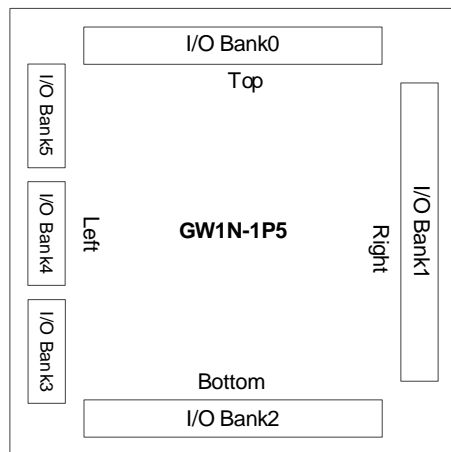 I/O Bank0
Top
I/O Bank5
I/O Bank4
I/O Bank3
Left
GW1N-1P5
Right
I/O Bank1
Bottom
I/O Bank2